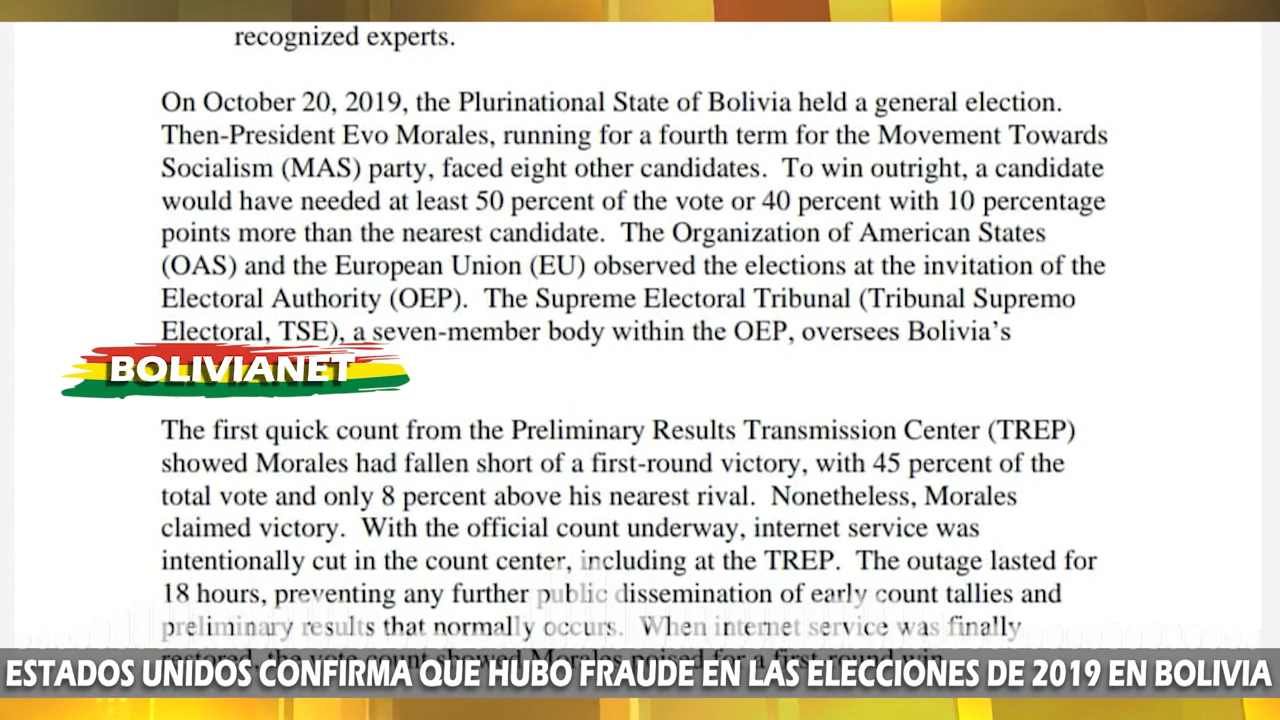 recognized experts.
On October 20, 2019, the Plurinational State of Bolivia held a general election.
Then-President Evo Morales, running for a fourth term for the Movement Towards
Socialism (MAS) party, faced eight other candidates. To win outright, a candidate
would have needed at least 50 percent of the vote or 40 percent with 10 percentage
points more than the nearest candidate. The Organization of American States
(OAS) and the European Union (EU) observed the elections at the invitation of the
Electoral Authority (OEP). The Supreme Electoral Tribunal (Tribunal Supremo
Electoral, TSE), a seven-member body within the OEP, oversees Bolivia’s
BOLIVIANET
The first quick count from the Preliminary Results Transmission Center (TREP)
showed Morales had fallen short of a first-round victory, with 45 percent of the
total vote and only 8 percent above his nearest rival. Nonetheless, Morales
claimed victory. With the official count underway, internet service was
intentionally cut in the count center, including at the TREP. The outage lasted for
18 hours, preventing any further public dissemination of early count tallies and
preliminary results that normally occurs. When internet service was finally
ESTADOS UNIDOS CONFIRMA QUE HUBO FRAUDE EN LAS ELECCIONES DE 2019 EN BOLIVIA